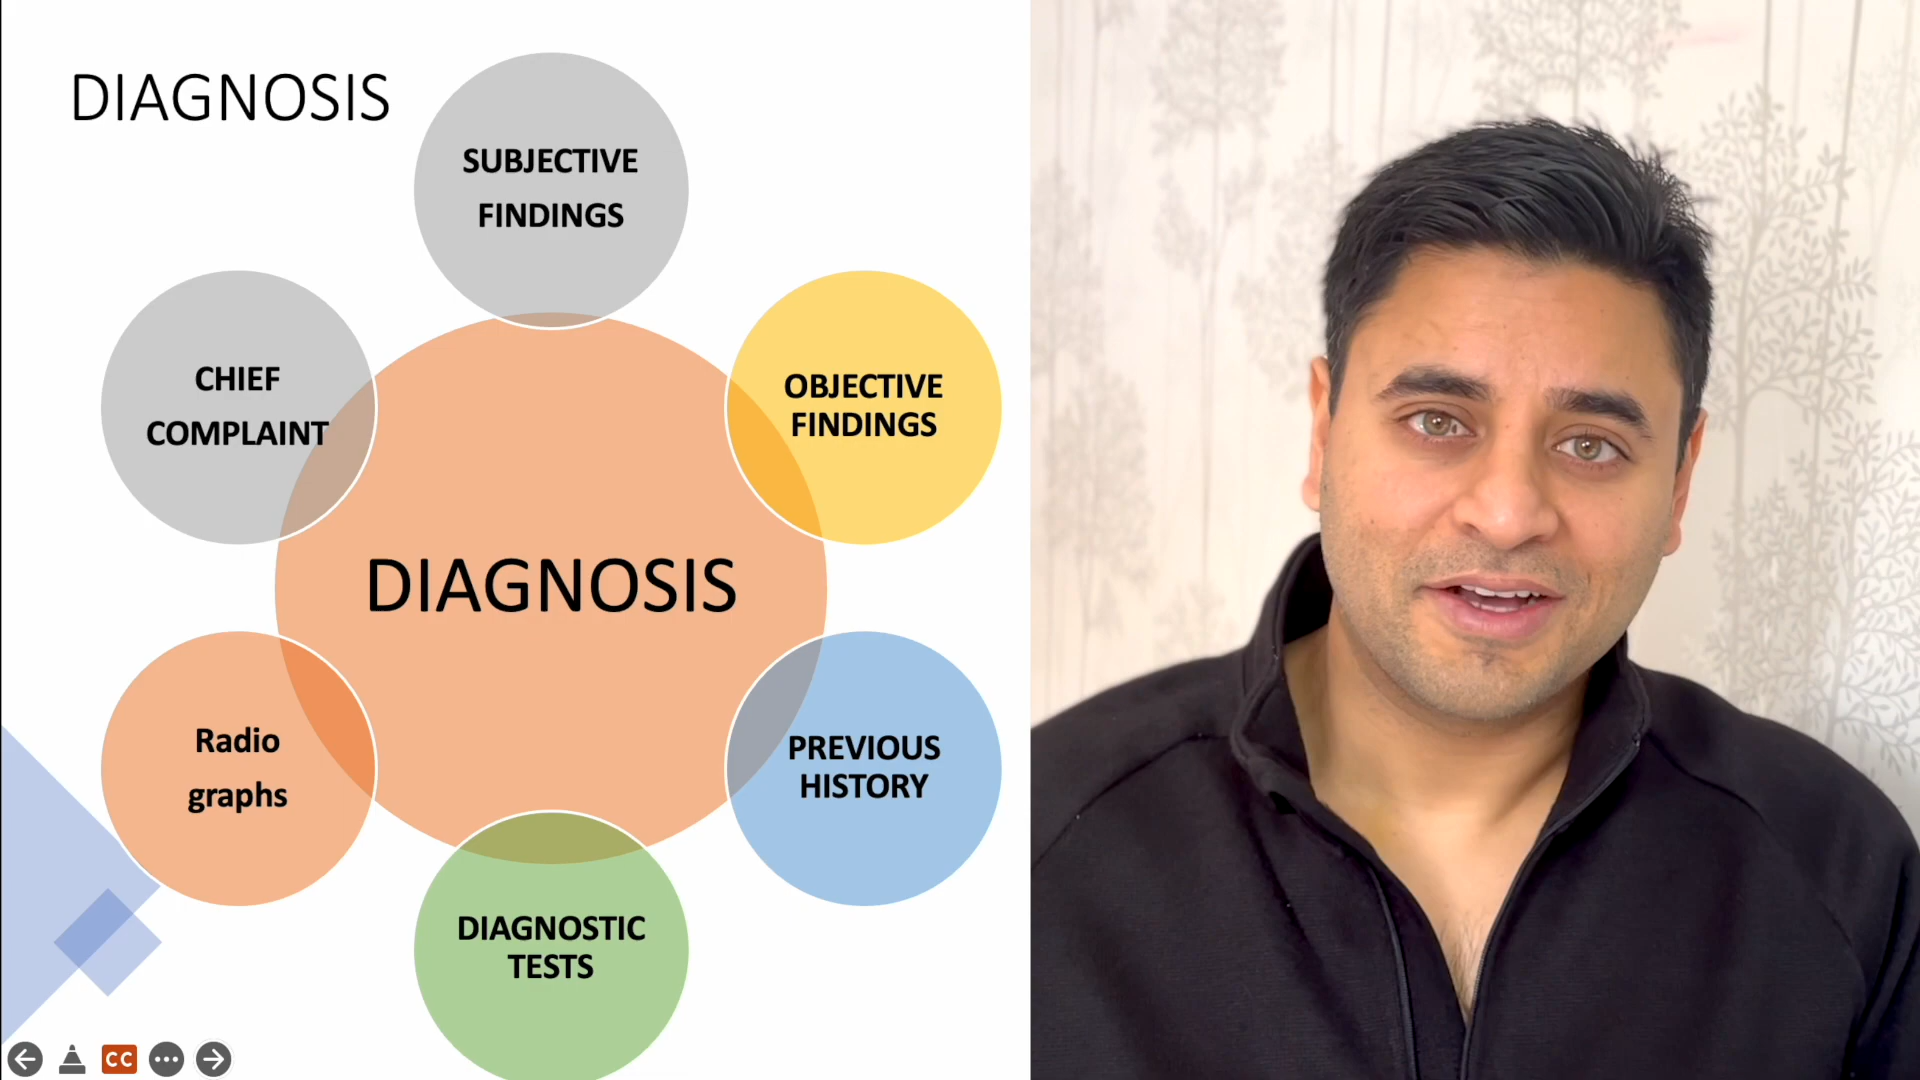 DIAGNOSIS
SUBJECTIVE
FINDINGS
CHIEF
COMPLAINT
OBJECTIVE
FINDINGS
DIAGNOSIS
Radio
graphs
PREVIOUS
HISTORY
DIAGNOSTIC
TESTS
CC